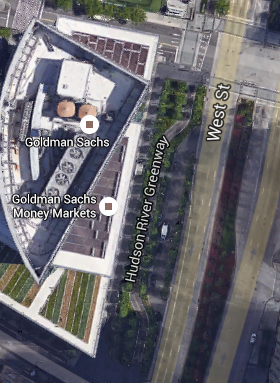 West St
Goldman Sachs
Hudson River Greenway
Goldman Sachs
Money Markets